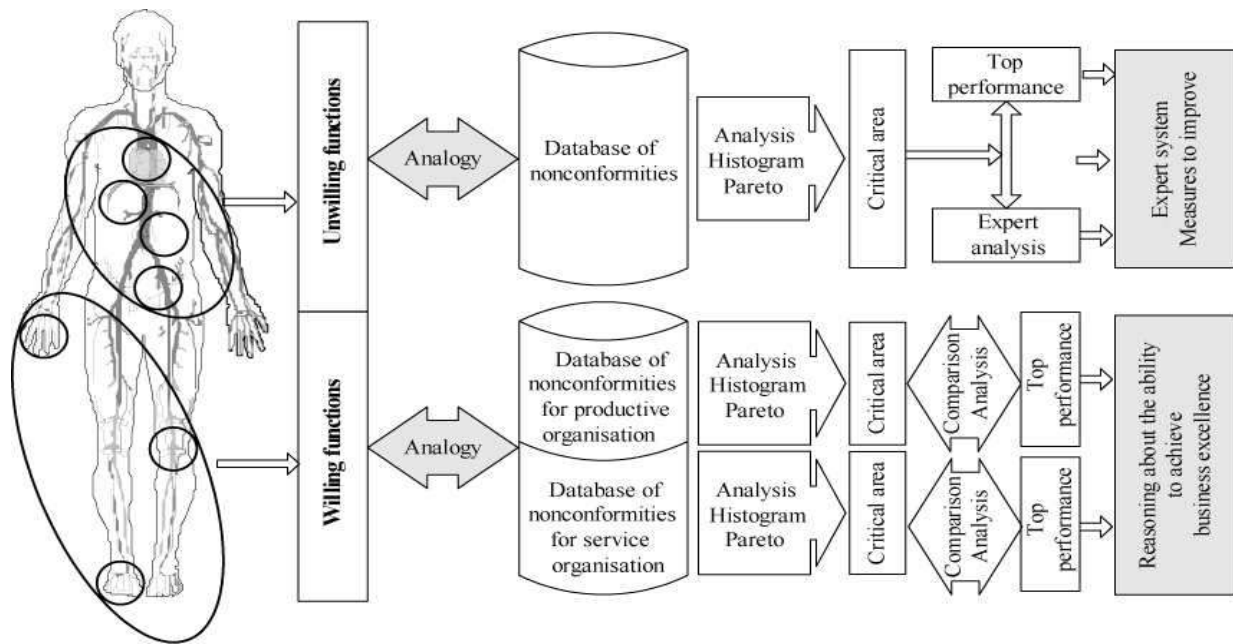 Unwilling functions
Analogy
Database of
nonconformities
Analysis
Histogram
Pareto
Critical area
Top
performance
Expert
analysis
Expert system
Measures to improve
Willing functions
Analogy
Database of
nonconformities
for productive
organisation
Analysis
Histogram
Pareto
Critical area
Comparison
Analysis
Top
performance
Database of
nonconformities
for service
organisation
Analysis
Histogram
Pareto
Critical area
Comparison
Analysis
Top
performance
Reasoning about the ability
to achieve
business excellence